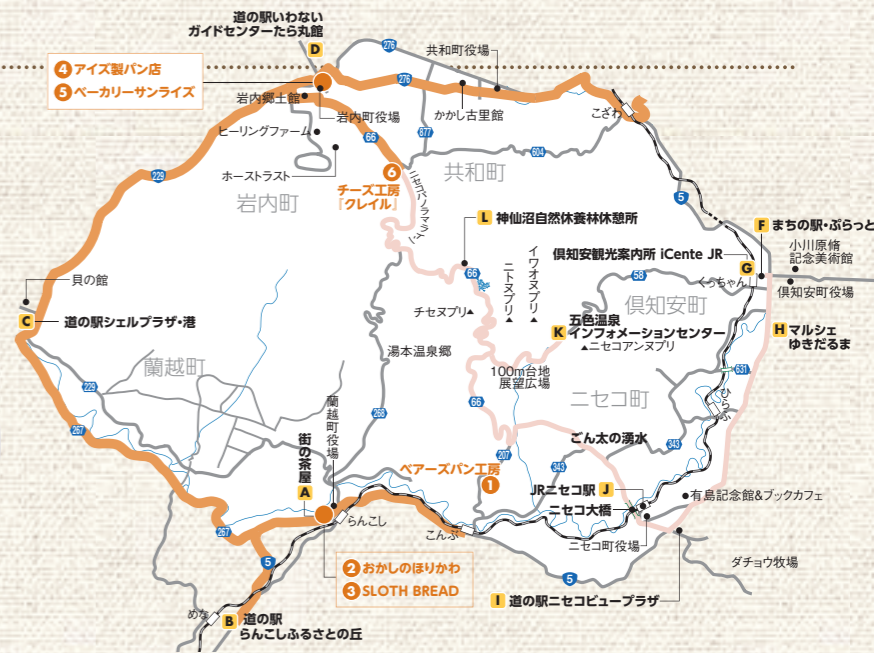 道の駅いわない
ガイドセンターたら丸館
D
276
共和町役場
4 アイズ製パン店
5 ベーカリーサンライズ
276
岩内郷土館
岩内町役場
かかし古里館
こざわ
ヒーリングファーム
66
877
604
ホーストラスト
6
チーズ工房
「クレイル」
ニセコパノラマライン
共和町
229
岩内町
5
L 神仙沼自然休養林休憩所
F まちの駅・ぷらっと
小川原脩
記念美術館
倶知安観光案内所 iCente JR
G
くっちゃん
倶知安町役場
貝の館
66
イワオヌプリ▲
ニトヌプリ▲
58
倶知安町
C 道の駅シェルプラザ・港
チセヌプリ▲
五色温泉
K インフォメーションセンター
▲ニセコアンヌプリ
H マルシェ
ゆきだるま
湯本温泉郷
100m台地
展望広場
蘭越町
631
229
ひらふ
66
ニセコ町
267
蘭越町役場
268
ごん太の湧水
343
街の茶屋
A
ベアーズパン工房
1
207
343
JRニセコ駅 J
有島記念館&ブックカフェ
ニセコ大橋
らんこし
こんぶ
ニセコ町役場
267
5
ダチョウ牧場
2 おかしのほりかわ
3 SLOTH BREAD
5
I 道の駅ニセコビュープラザ
めな
B 道の駅
らんこしふるさとの丘